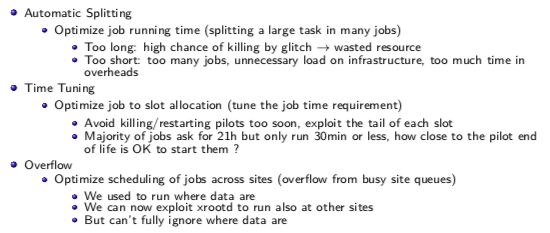 Automatic Splitting
Optimize job running time (splitting a large task in many jobs)
Too long: high chance of killing by glitch → wasted resource
Too short: too many jobs, unnecessary load on infrastructure, too much time in
overheads
Time Tuning
Optimize job to slot allocation (tune the job time requirement)
Avoid killing/restarting pilots too soon, exploit the tail of each slot
Majority of jobs ask for 21h but only run 30min or less, how close to the pilot end
of life is OK to start them ?
Overflow
Optimize scheduling of jobs across sites (overflow from busy site queues)
We used to run where data are
We can now exploit xrootd to run also at other sites
But can't fully ignore where data are